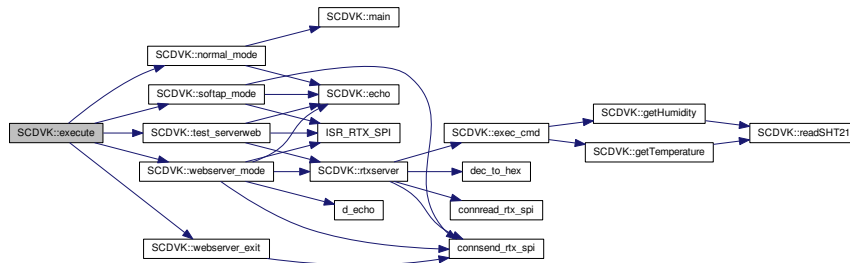 SCDVK::main
SCDVK::normal_mode
SCDVK::softap_mode
SCDVK::echo
SCDVK::execute
SCDVK::test_serverweb
ISR_RTX_SPI
SCDVK::exec_cmd
SCDVK::getHumidity
SCDVK::readSHT21
SCDVK::getTemperature
SCDVK::webserver_mode
SCDVK::rtxserver
dec_to_hex
d_echo
connread_rtx_spi
SCDVK::webserver_exit
connsend_rtx_spi